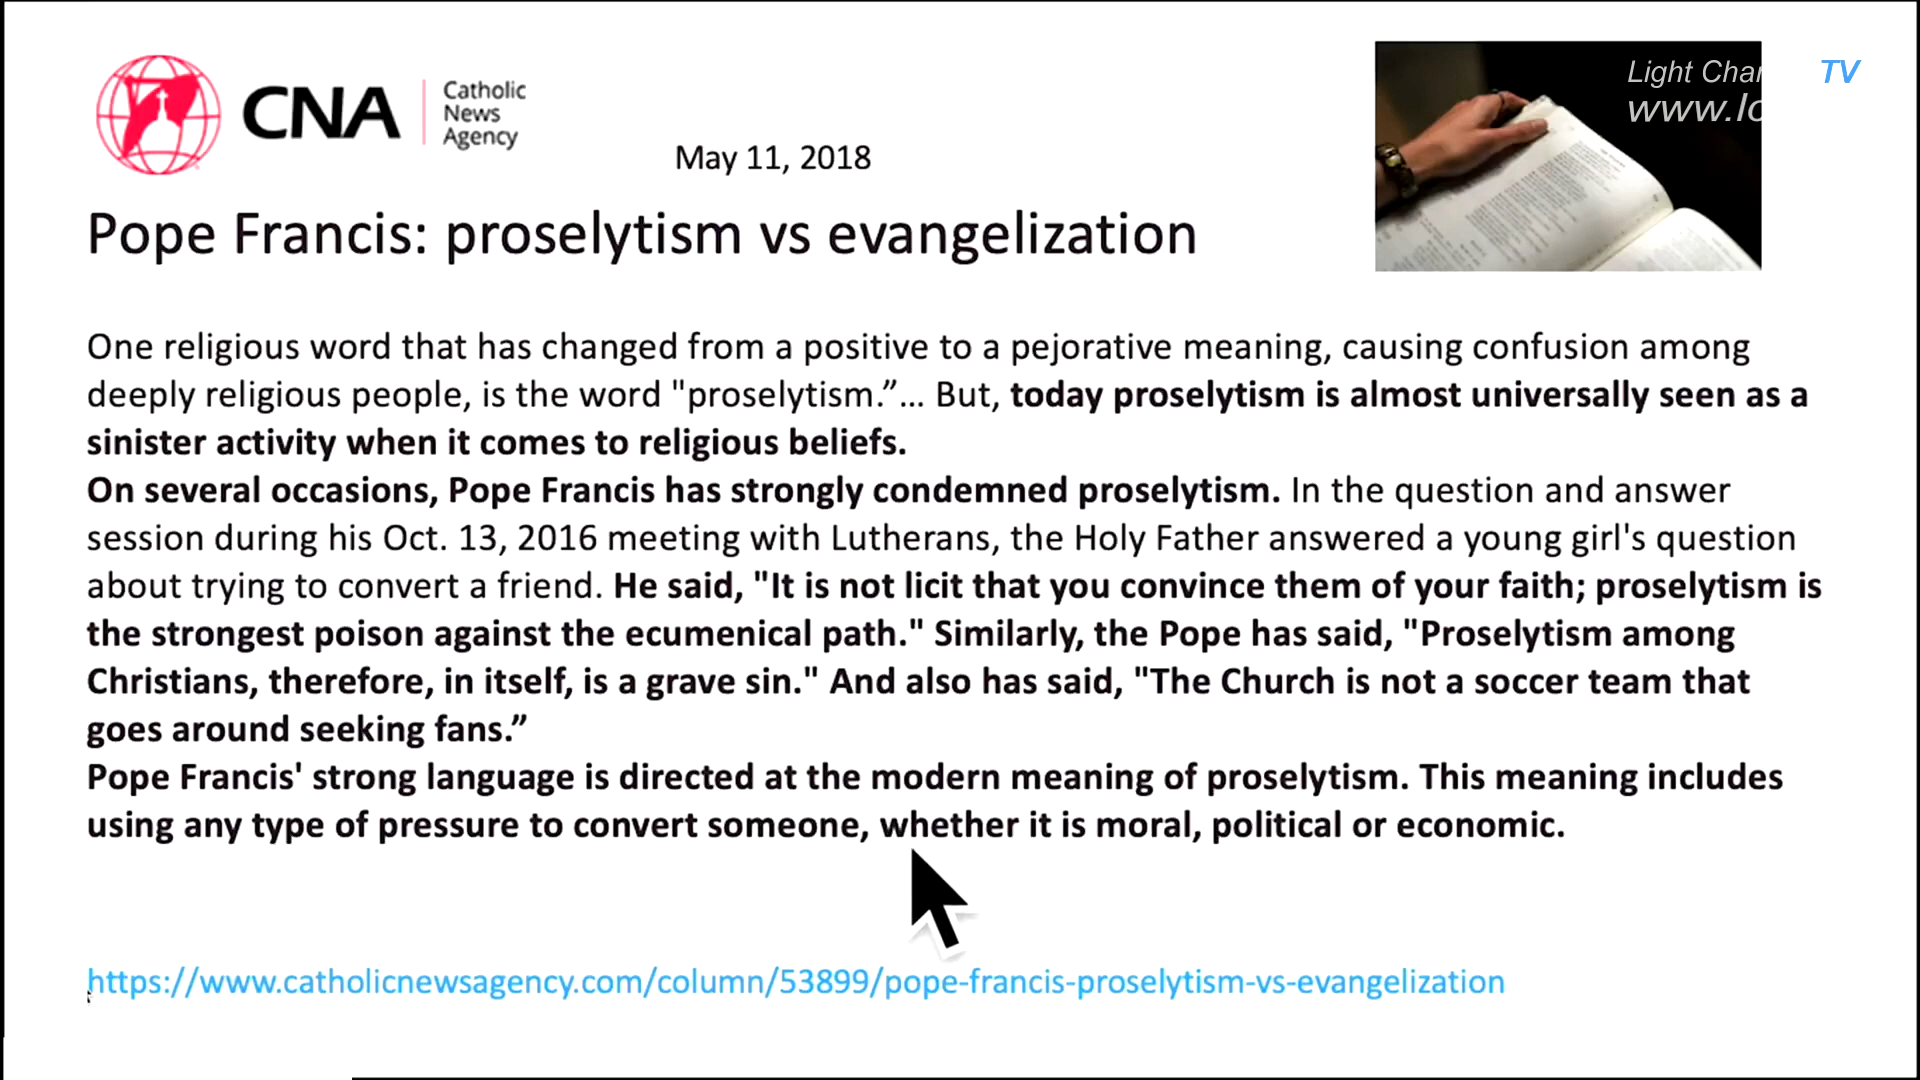 CNA
Catholic
News
Agency
Light Chan TV
www.lo
May 11, 2018
Pope Francis: proselytism vs evangelization
One religious word that has changed from a positive to a pejorative meaning, causing confusion among
deeply religious people, is the word "proselytism.”... But, today proselytism is almost universally seen as a
sinister activity when it comes to religious beliefs.
On several occasions, Pope Francis has strongly condemned proselytism. In the question and answer
session during his Oct. 13, 2016 meeting with Lutherans, the Holy Father answered a young girl's question
about trying to convert a friend. He said, "It is not licit that you convince them of your faith; proselytism is
the strongest poison against the ecumenical path." Similarly, the Pope has said, "Proselytism among
Christians, therefore, in itself, is a grave sin." And also has said, "The Church is not a soccer team that
goes around seeking fans.”
Pope Francis' strong language is directed at the modern meaning of proselytism. This meaning includes
using any type of pressure to convert someone, whether it is moral, political or economic.
https://www.catholicnewsagency.com/column/53899/pope-francis-proselytism-vs-evangelization